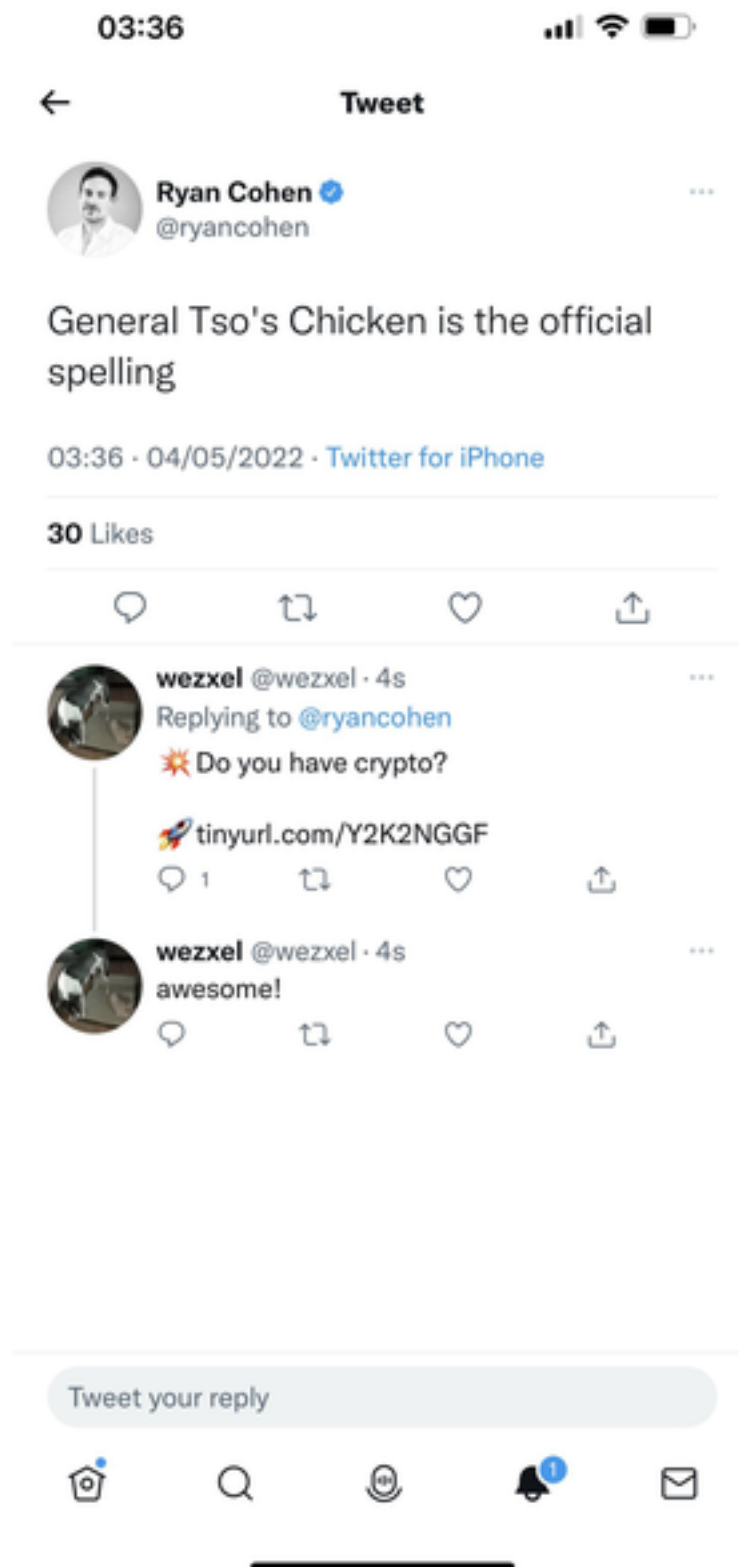 03:36
Tweet
Ryan Cohen
@ryancohen
General Tso's Chicken is the official
spelling
03:36 · 04/05/2022 · Twitter for iPhone
30 Likes
wezxel @wezxel · 4s
Replying to @ryancohen
💥 Do you have crypto?
🚀 tinyurl.com/Y2K2NGGF
1
wezxel @wezxel · 4s
awesome!
Tweet your reply
1